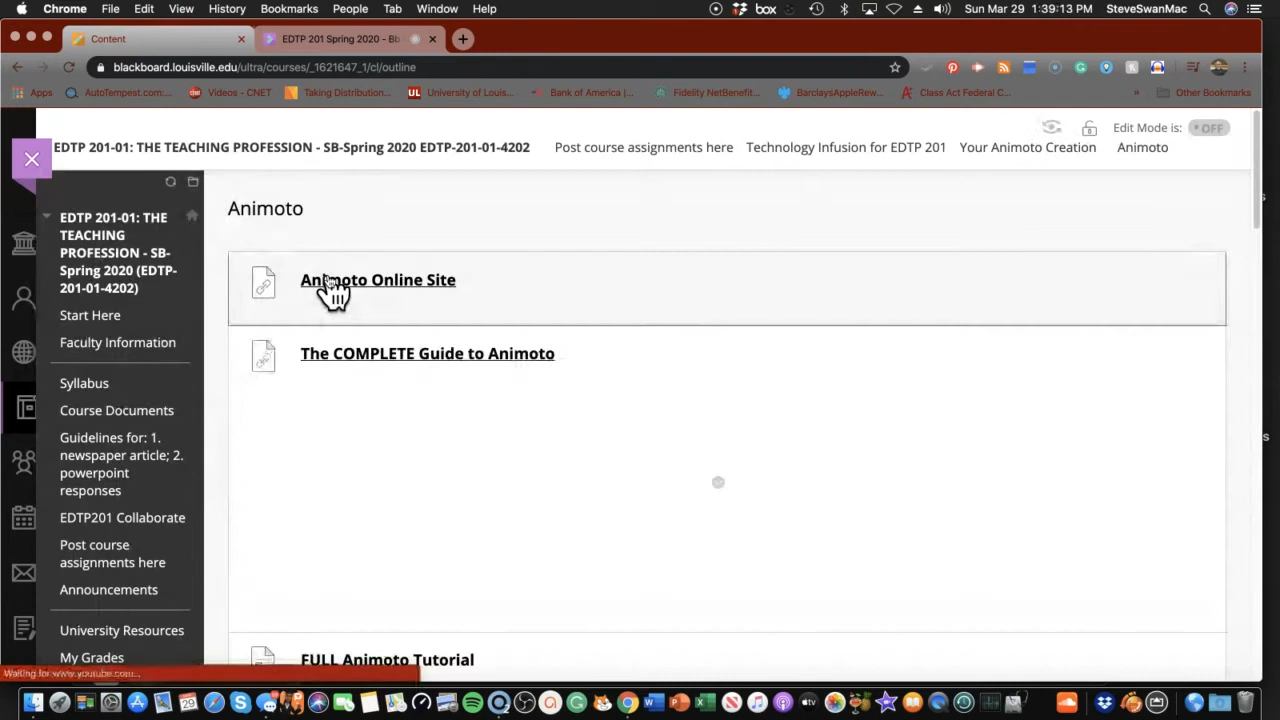 Chrome File Edit View History Bookmarks People Tab Window Help box Sun Mar 29 1:39:13 PM SteveSwanMac
Content EDTP 201 Spring 2020 - Bb
blackboard.louisville.edu/ultra/courses/_1621647_1/cl/outline
Apps AutoTempest.com:... Videos - CNET Taking Distribution... University of Louis... Bank of America |... Fidelity NetBenefit... BarclaysAppleRew... Class Act Federal C... » Other Bookmarks
Edit Mode is: OFF
EDTP 201-01: THE TEACHING PROFESSION - SB-Spring 2020 EDTP-201-01-4202 Post course assignments here Technology Infusion for EDTP 201 Your Animoto Creation Animoto
EDTP 201-01: THE
TEACHING
PROFESSION - SB-
Spring 2020 (EDTP-
201-01-4202)
Start Here
Faculty Information
Syllabus
Course Documents
Guidelines for: 1.
newspaper article; 2.
powerpoint
responses
EDTP201 Collaborate
Post course
assignments here
Announcements
University Resources
My Grades
Animoto
Animoto Online Site
The COMPLETE Guide to Animoto
FULL Animoto Tutorial
Waiting for www.youtube.com...